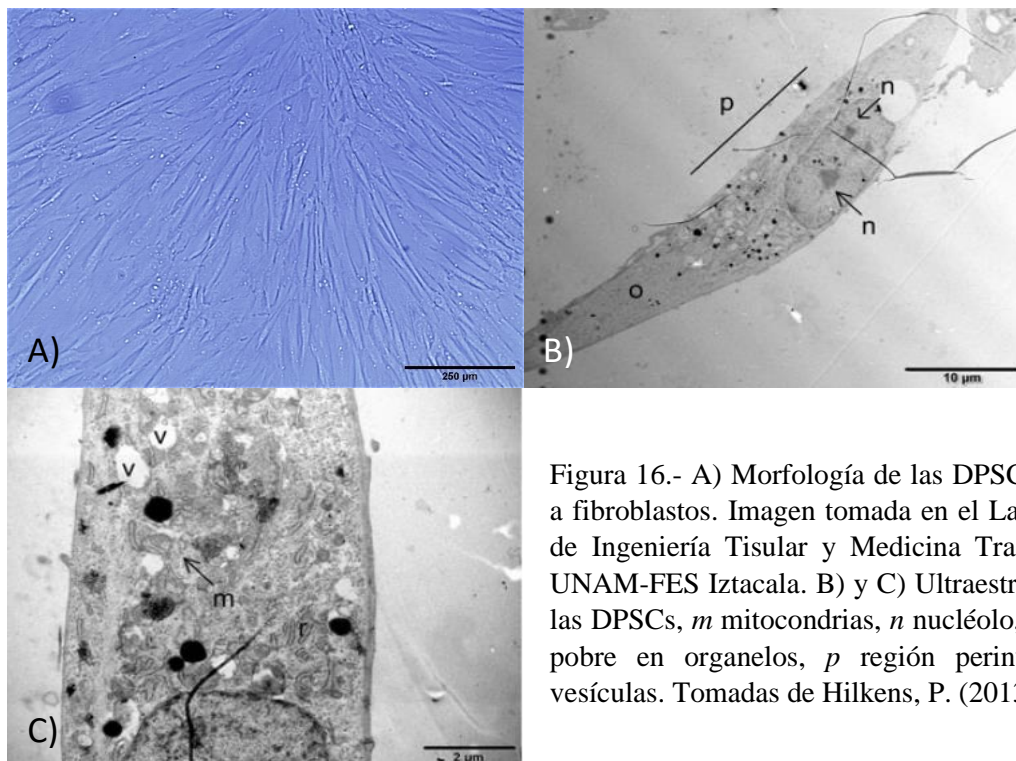 A)
250 µm
p
n
n
o
B)
10 µm
v
v
m
r
C)
2 µm
Figura 16.- A) Morfología de las DPSC
a fibroblastos. Imagen tomada en el La
de Ingeniería Tisular y Medicina Tra
UNAM-FES Iztacala. B) y C) Ultraestr
las DPSCs, m mitocondrias, n nucléolo,
pobre en organelos, p región perin
vesículas. Tomadas de Hilkens, P. (2013